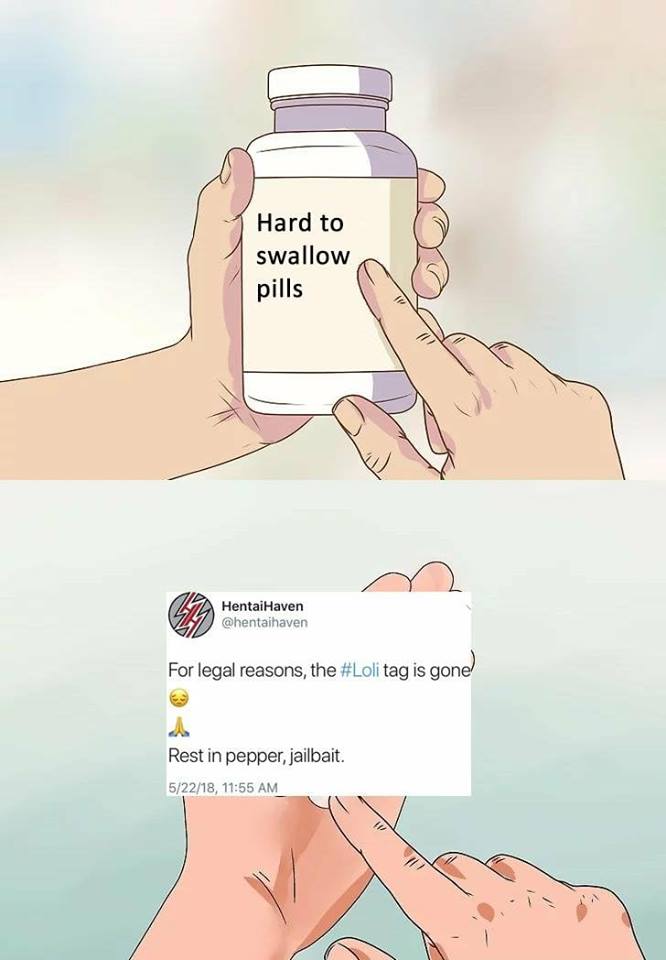 Hard to
swallow
pills
HentaiHaven
@hentaihaven
For legal reasons, the #Loli tag is gone
😔
🙏
Rest in pepper, jailbait.
5/22/18, 11:55 AM